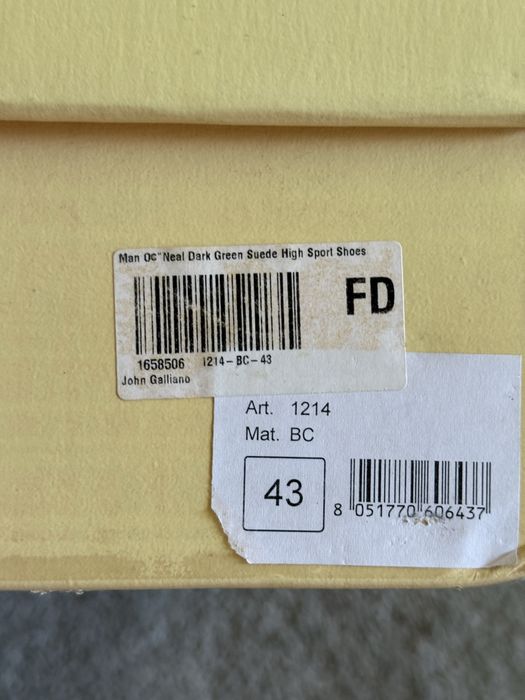 Man O€"Neal Dark Green Suede High Sport Shoes
FD
1658506 1214-BC-43
John Galliano
Art. 1214
Mat. BC
43
8 051770 606437